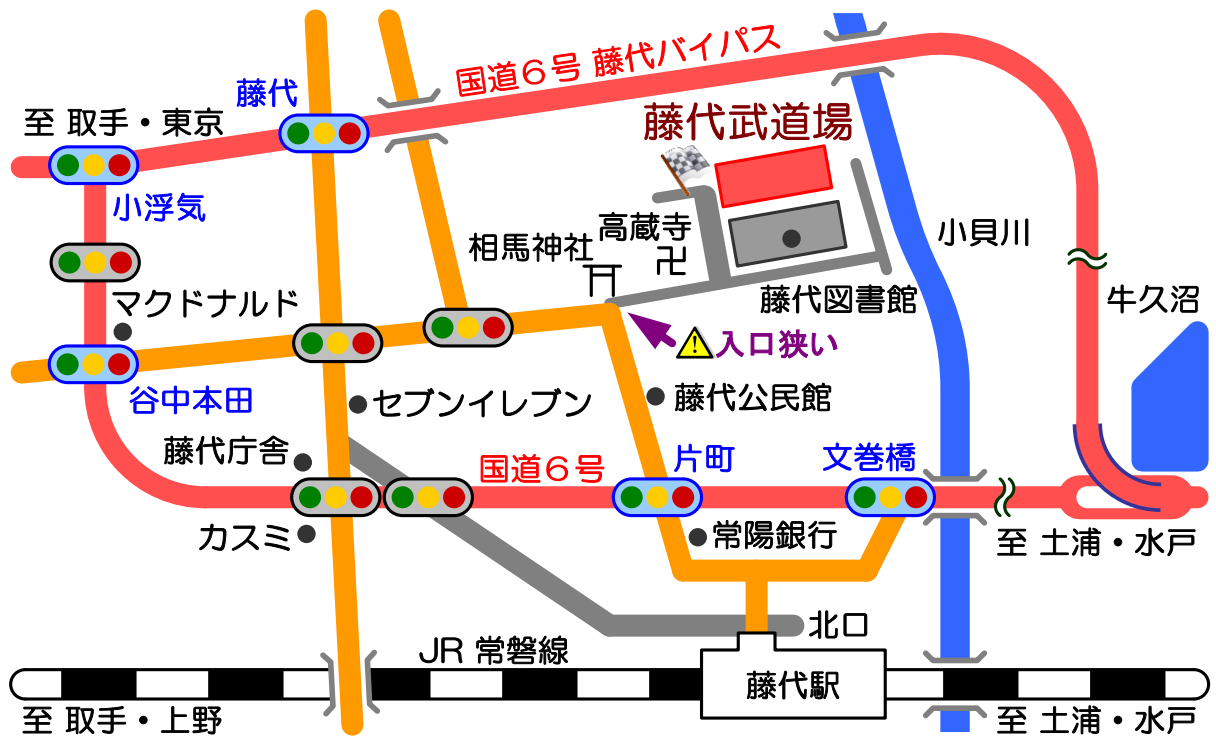 国道6号 藤代バイパス
藤代
至 取手・東京
藤代武道場
小浮気
高蔵寺
卍
相馬神社
小貝川
マクドナルド
藤代図書館
牛久沼
入口狭い
谷中本田
セブンイレブン
藤代公民館
藤代庁舎
国道6号
片町
文巻橋
カスミ
常陽銀行
至 土浦・水戸
北口
JR 常磐線
藤代駅
至 取手・上野
至 土浦・水戸